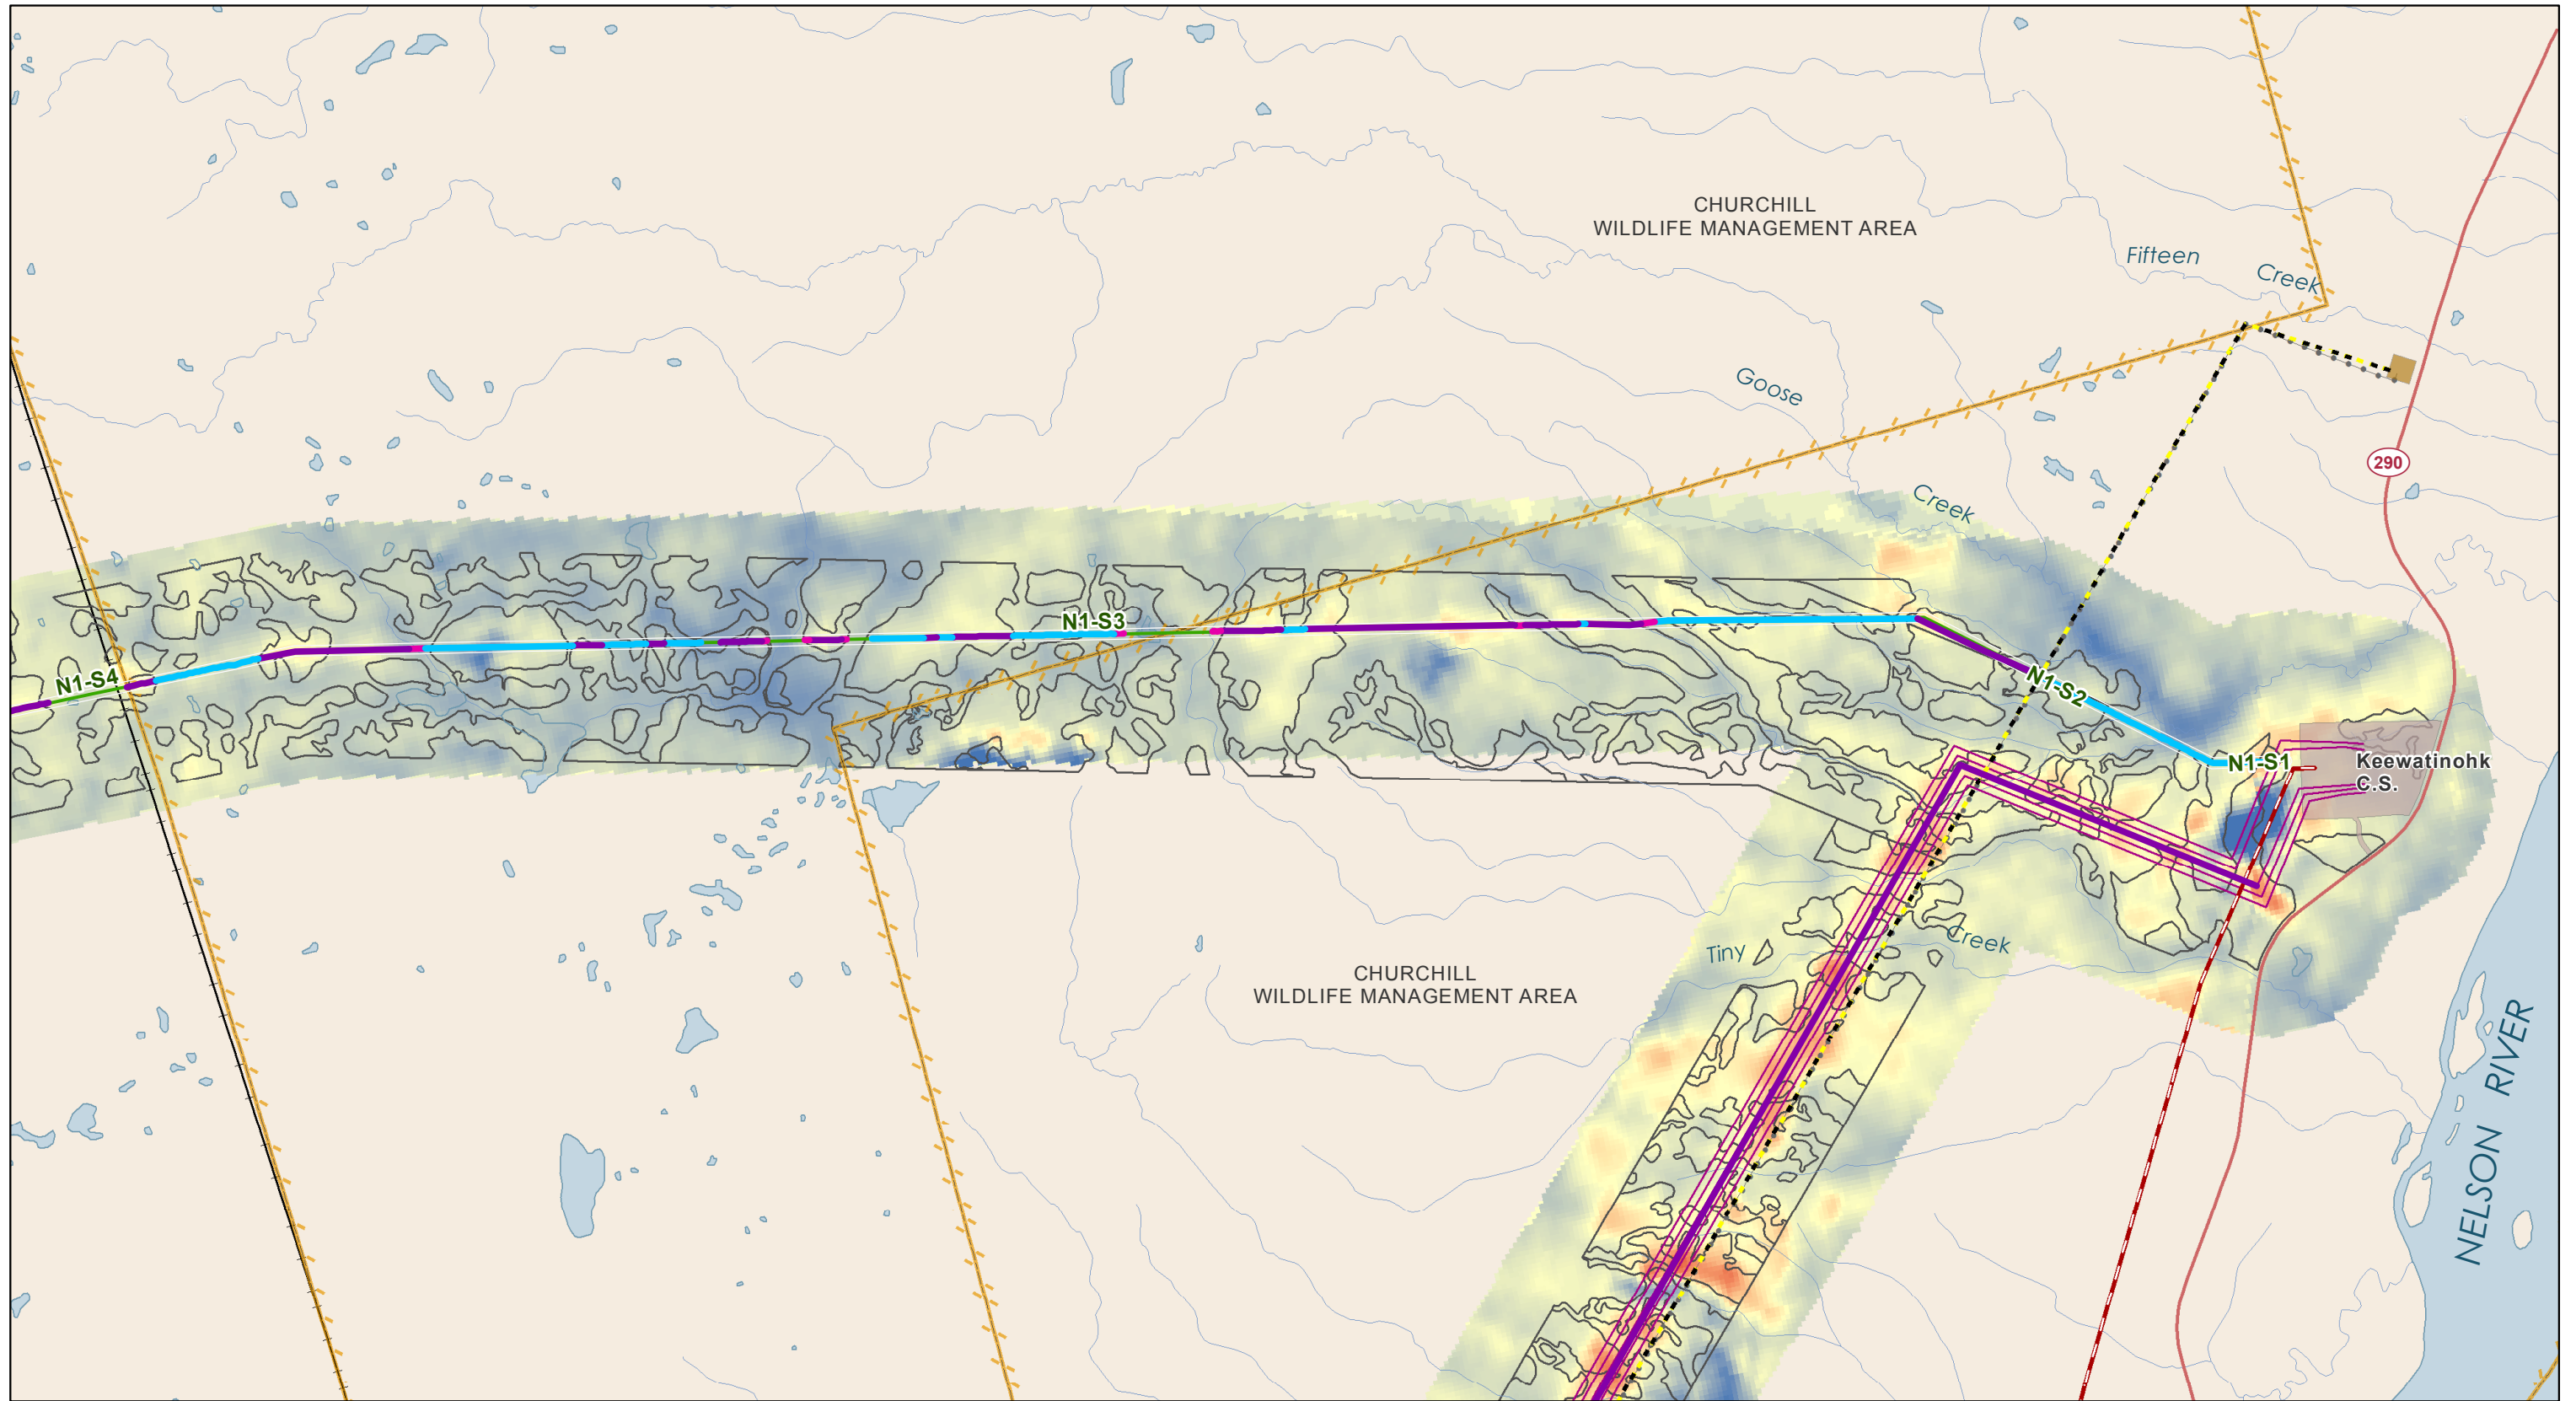 CHURCHILL
WILDLIFE MANAGEMENT AREA
Fifteen
Creek
Goose
290
Creek
N1-S3
N1-S4
N1-S2
N1-S1
Keewatinohk
C.S.
Tiny
Creek
CHURCHILL
WILDLIFE MANAGEMENT AREA
NELSON RIVER